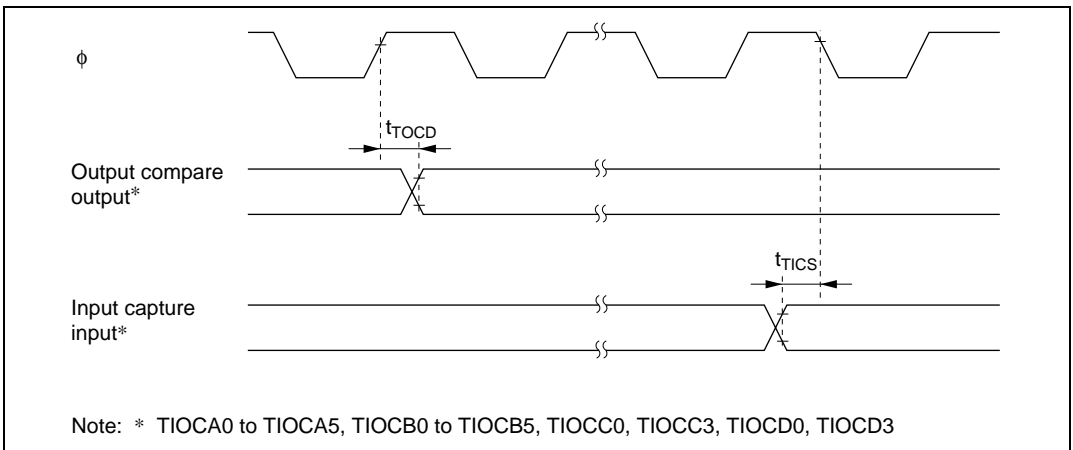 ϕ
tTOCD
Output compare
output*
tTICS
Input capture
input*
Note: * TIOCA0 to TIOCA5, TIOCB0 to TIOCB5, TIOCC0, TIOCC3, TIOCD0, TIOCD3